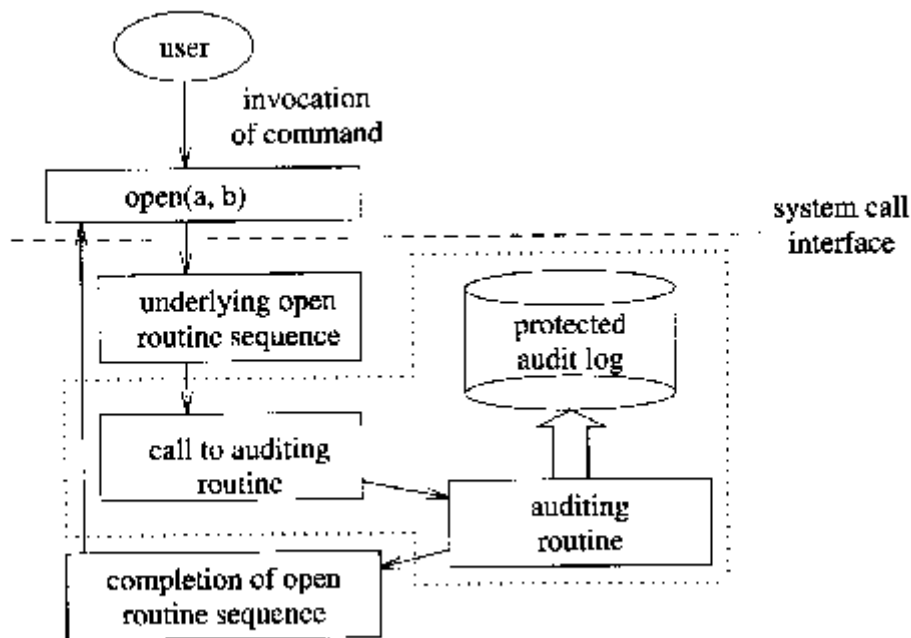 user
invocation
of command
open(a, b)
system call
interface
underlying open
routine sequence
protected
audit log
call to auditing
routine
auditing
routine
completion of open
routine sequence